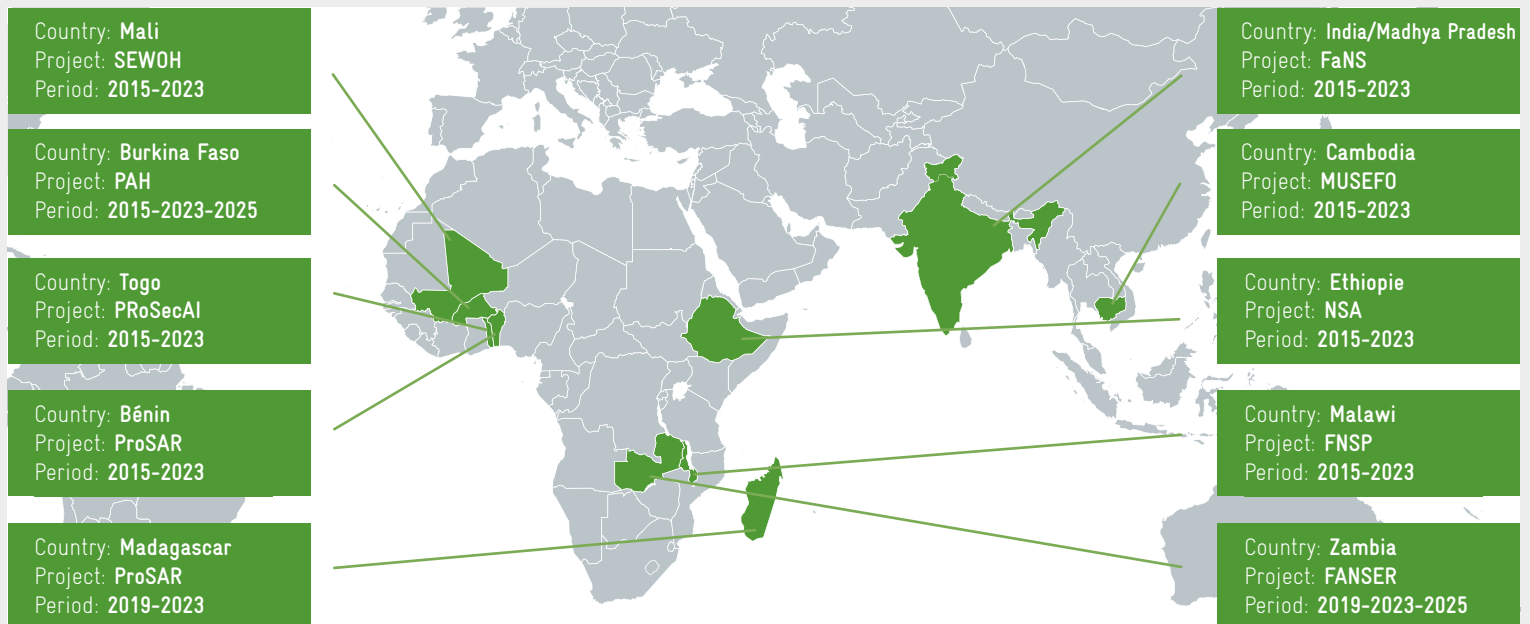 Country: Mali
Project: SEWOH
Period: 2015-2023
Country: Burkina Faso
Project: PAH
Period: 2015-2023-2025
Country: Togo
Project: PRoSecAl
Period: 2015-2023
Country: Bénin
Project: ProSAR
Period: 2015-2023
Country: Madagascar
Project: ProSAR
Period: 2019-2023
Country: India/Madhya Pradesh
Project: FaNS
Period: 2015-2023
Country: Cambodia
Project: MUSEFO
Period: 2015-2023
Country: Ethiopie
Project: NSA
Period: 2015-2023
Country: Malawi
Project: FNSP
Period: 2015-2023
Country: Zambia
Project: FANSER
Period: 2019-2023-2025